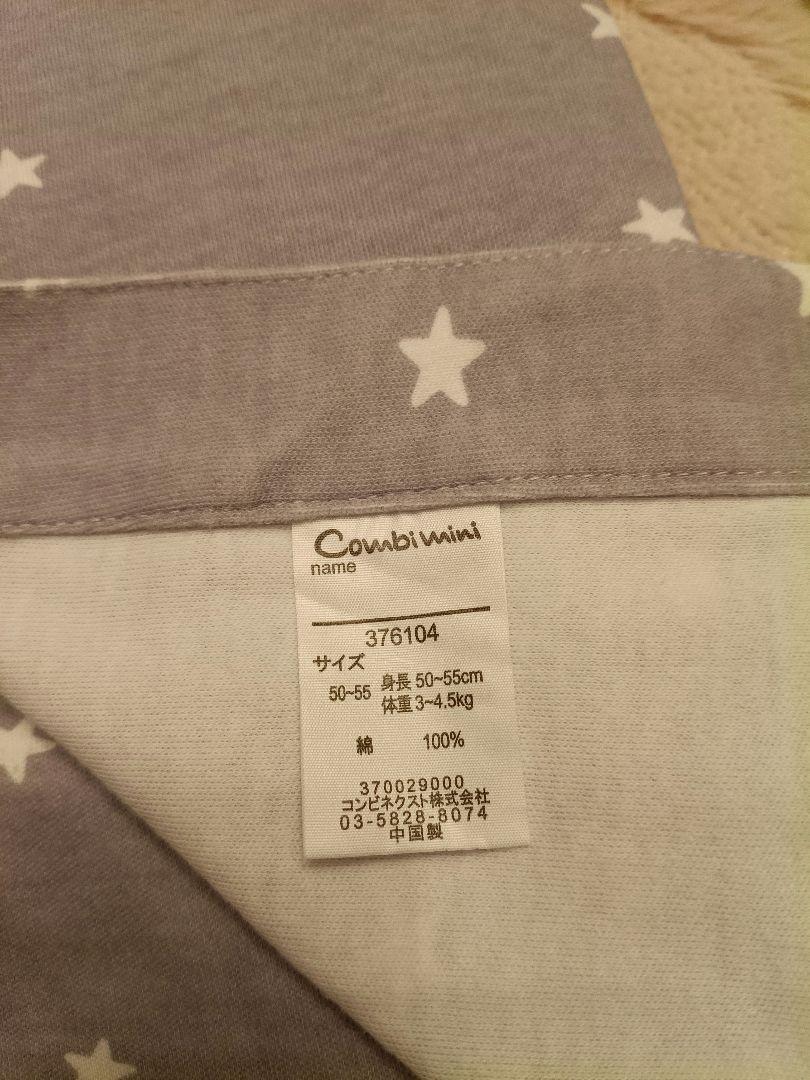 Combimini
name
376104
サイズ
50~55 身長 50~55cm
体重 3~4.5kg
綿 100%
370029000
コンビネクスト株式会社
03-5828-8074
中国製